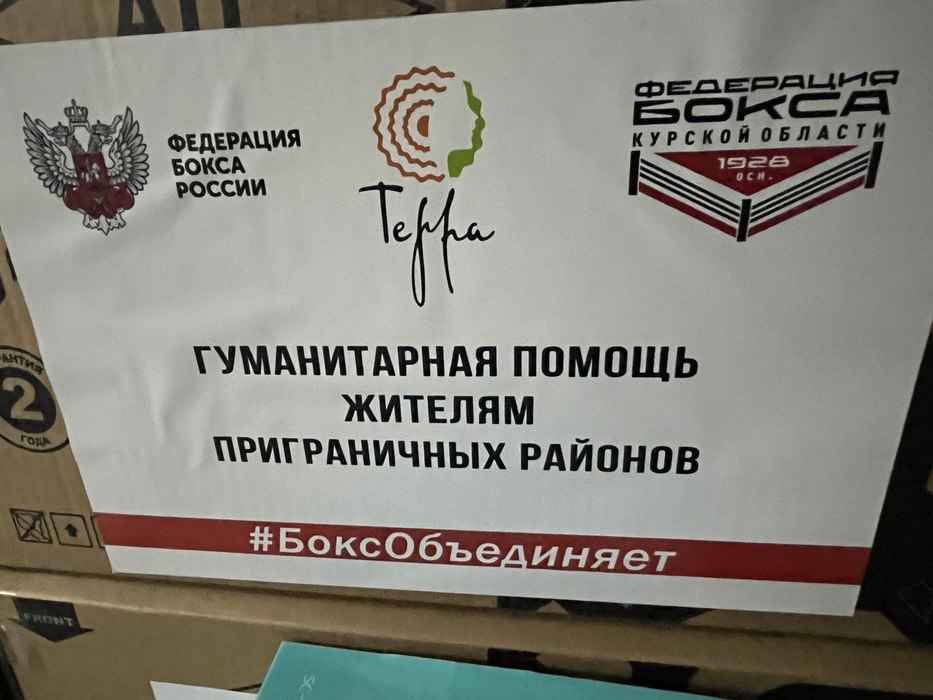 ФЕДЕРАЦИЯ
БОКСА
РОССИИ
Терра
ФЕДЕРАЦИЯ
БОКСА
КУРСКОЙ ОБЛАСТИ
1928
ОСН.
ГУМАНИТАРНАЯ ПОМОЩЬ
ЖИТЕЛЯМ
ПРИГРАНИЧНЫХ РАЙОНОВ
#БоксОбъединяет
2
ГОДА
FRONT